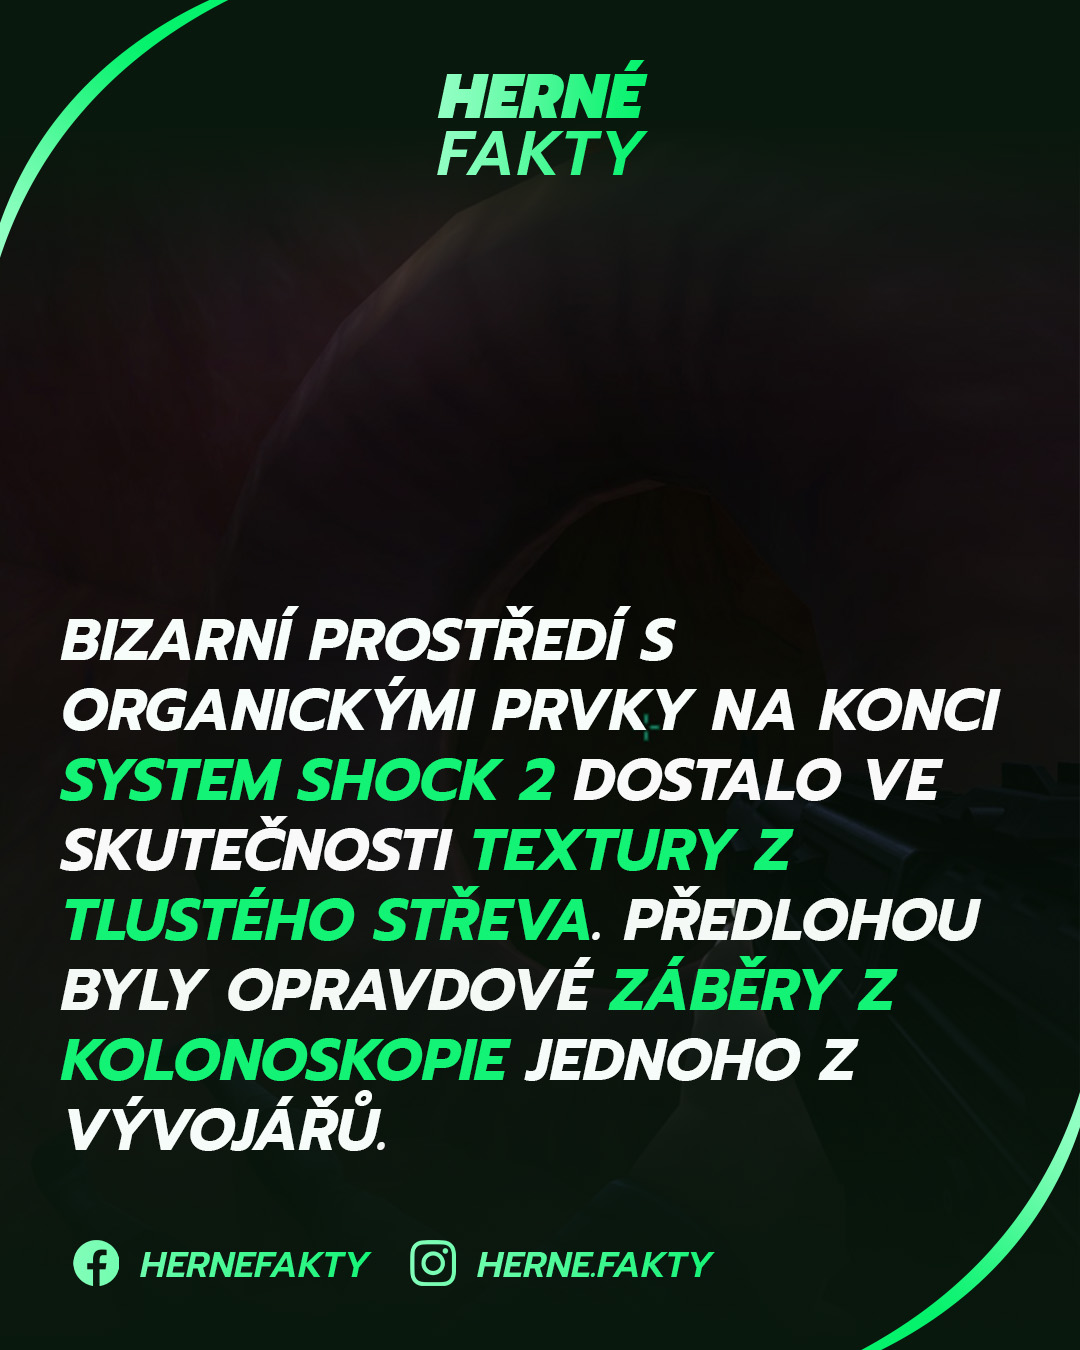 HERNÉ
FAKTY
BIZARNÍ PROSTŘEDÍ S
ORGANICKÝMI PRVKY NA KONCI
SYSTEM SHOCK 2 DOSTALO VE
SKUTEČNOSTI TEXTURY Z
TLUSTÉHO STŘEVA. PŘEDLOHOU
BYLY OPRAVDOVÉ ZÁBĚRY Z
KOLONOSKOPIE JEDNOHO Z
VÝVOJÁŘŮ.
HERNEFAKTY HERNE.FAKTY